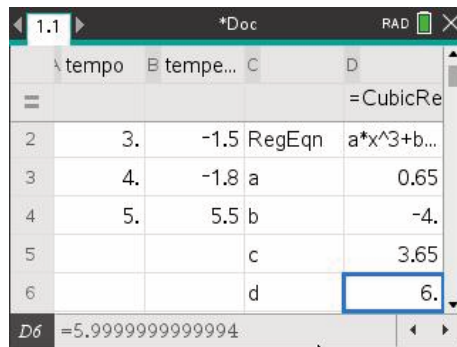 1.1 *Doc RAD
A tempo B tempe... C D
= =CubicRe
2 3. -1.5 RegEqn a*x^3+b...
3 4. -1.8 a 0.65
4 5. 5.5 b -4.
5 c 3.65
6 d 6.
D6 =5.9999999999994